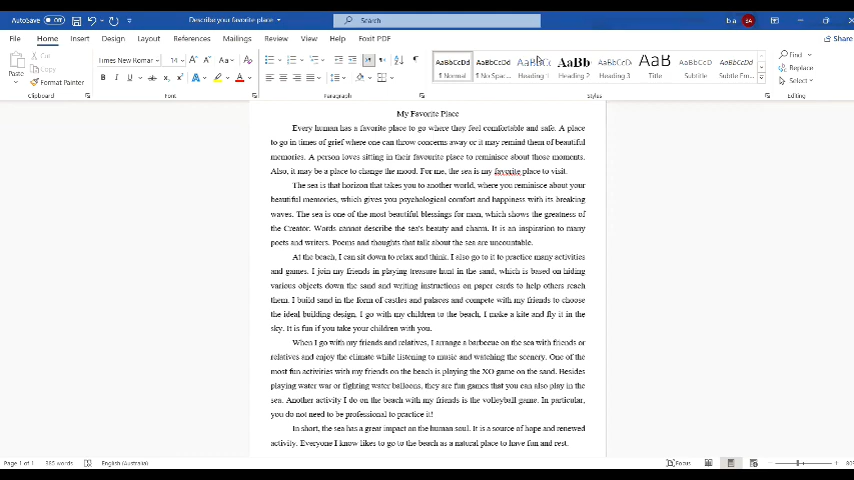 AutoSave Off Describe your favorite place Search b a BA
File Home Insert Draw Design Layout References Mailings Review View Help Foxit PDF Share
Paste Cut Copy Format Painter Times New Roman 14 A A Aa
B I U ab x x A A
AaBbCcDd AaBbCcDd AaBbCc AaBb AaBbCcDd AaB AaBbCcD AaBbCcDd
¶ Normal ¶ No Spac... Heading 1 Heading 2 Heading 3 Title Subtitle Subtle Em...
Find Replace Select
Clipboard Font Paragraph Styles Editing
My Favorite Place
Every human has a favorite place to go where they feel comfortable and safe. A place
to go in times of grief where one can throw concerns away or it may remind them of beautiful
memories. A person loves sitting in their favourite place to reminisce about those moments.
Also, it may be a place to change the mood. For me, the sea is my favorite place to visit.
The sea is that horizon that takes you to another world, where you reminisce about your
beautiful memories, which gives you psychological comfort and happiness with its breaking
waves. The sea is one of the most beautiful blessings for man, which shows the greatness of
the Creator. Words cannot describe the sea's beauty and charm. It is an inspiration to many
poets and writers. Poems and thoughts that talk about the sea are uncountable.
At the beach, I can sit down to relax and think. I also go to it to practice many activities
and games. I join my friends in playing treasure hunt in the sand, which is based on hiding
various objects down the sand and writing instructions on paper cards to help others reach
them. I build sand in the form of castles and palaces and compete with my friends to choose
the ideal building design. I go with my children to the beach, I make a kite and fly it in the
sky. It is fun if you take your children with you.
When I go with my friends and relatives, I arrange a barbecue on the sea with friends or
relatives and enjoy the climate while listening to music and watching the scenery. One of the
most fun activities with my friends on the beach is playing the XO game on the sand. Besides
playing water war or fighting water balloons, they are fun games that you can also play in the
sea. Another activity I do on the beach with my friends is the volleyball game. In particular,
you do not need to be professional to practice it!
In short, the sea has a great impact on the human soul. It is a source of hope and renewed
activity. Everyone I know likes to go to the beach as a natural place to have fun and rest.
Page 1 of 1 385 words English (Australia) Focus